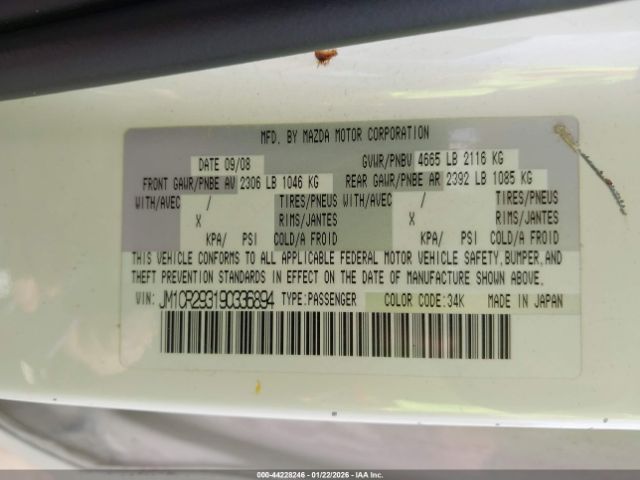 MFD. BY MAZDA MOTOR CORPORATION
DATE 09/08 GVWR/PNBV 4665 LB 2116 KG
FRONT GAWR/PNBE AV 2306 LB 1046 KG REAR GAWR/PNBE AR 2392 LB 1085 KG
WITH/AVEC / TIRES/PNEUS WITH/AVEC / TIRES/PNEUS
X RIMS/JANTES X RIMS/JANTES
KPA/ PSI COLD/A FROID KPA/ PSI COLD/A FROID
THIS VEHICLE CONFORMS TO ALL APPLICABLE FEDERAL MOTOR VEHICLE SAFETY, BUMPER, AND
THEFT PREVENTION STANDARDS IN EFFECT ON THE DATE OF MANUFACTURE SHOWN ABOVE.
VIN: JM1CR293190336894 TYPE:PASSENGER COLOR CODE:34K MADE IN JAPAN
000-44228246 - 01/22/2026 - IAA Inc.